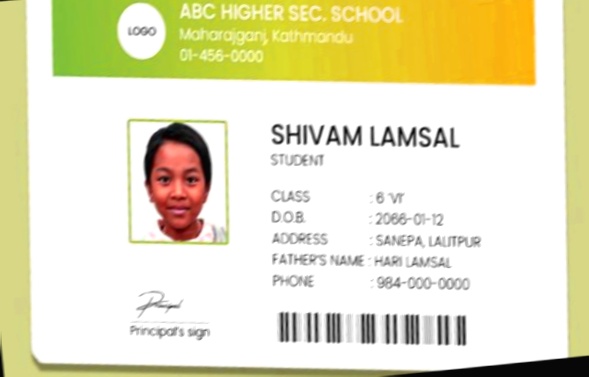 LOGO
ABC HIGHER SEC. SCHOOL
Maharajganj, Kathmandu
01-456-0000
SHIVAM LAMSAL
STUDENT
CLASS : 6 'VI'
D.O.B. : 2066-01-12
ADDRESS : SANEPA, LALITPUR
FATHER'S NAME : HARI LAMSAL
PHONE : 984-000-0000
Principal
Principal's sign